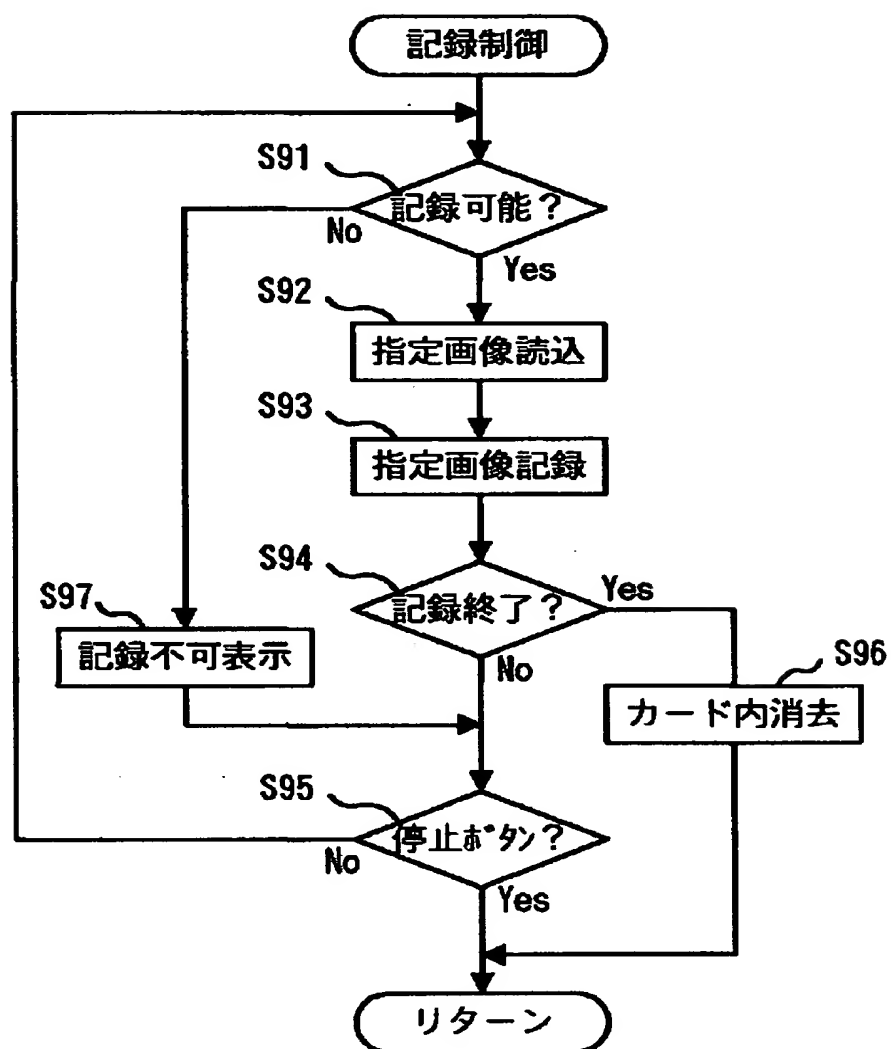 記録制御
S91
記録可能?
No
Yes
S92
指定画像読込
S93
指定画像記録
S94
記録終了?
Yes
No
S97
記録不可表示
S96
カード内消去
S95
停止ボタン?
No
Yes
リターン